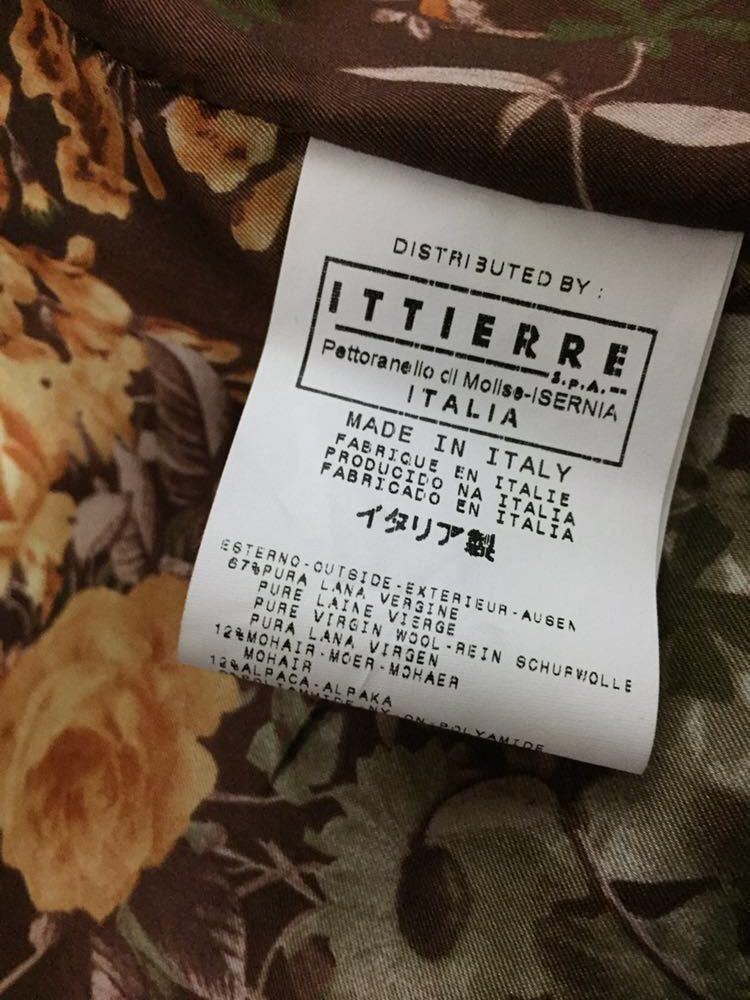 DISTRIBUTED BY :
ITTIERRE
S.p.A.
Pettoranello di Molise-ISERNIA
ITALIA
MADE IN ITALY
FABRIQUE EN ITALIE
PRODUCIDO NA ITALIA
FABRICADO EN ITALIA
イタリア製
ESTERNO-OUTSIDE-EXTERIEUR-AUSEN
67%PURA LANA VERGINE
PURE LAINE VIERGE
PURE VIRGIN WOOL-REIN SCHURWOLLE
PURA LANA VIRGEN
12%MOHAIR-MOER-MOHAER
MOHAIR
12%ALPACA-ALPAKA
NYLON-POLYAMIDE